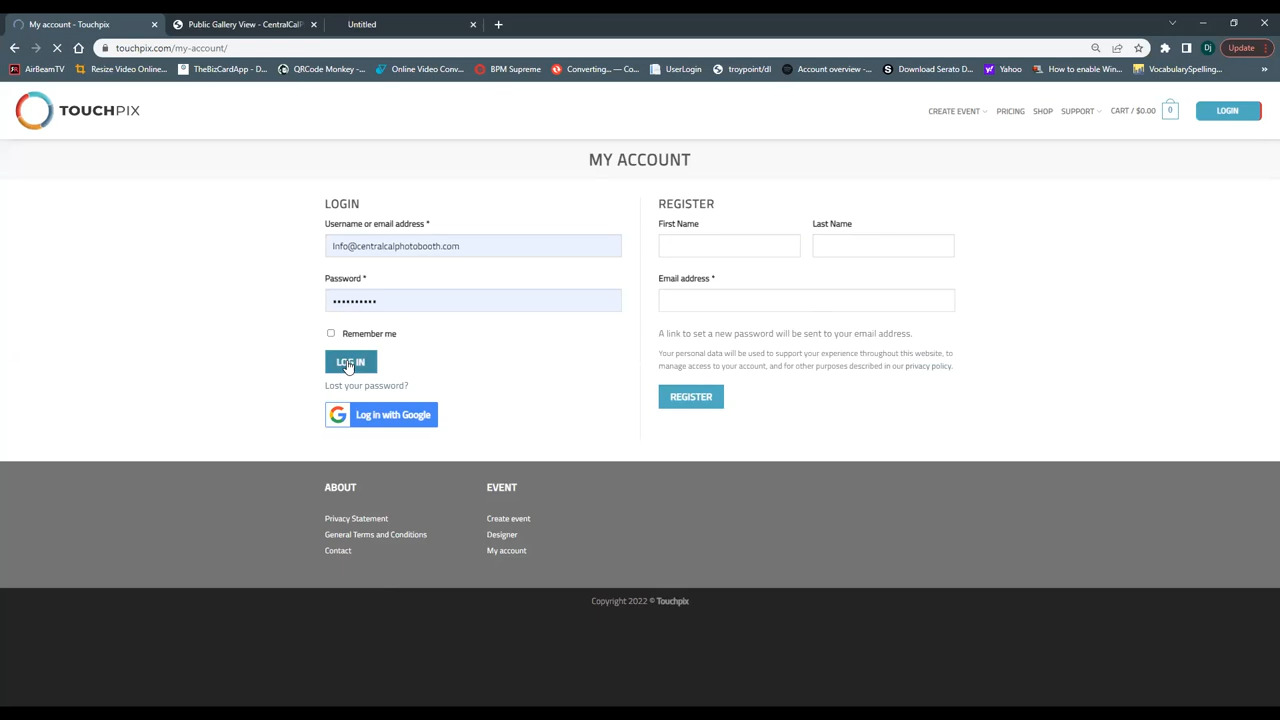 My account - Touchpix
Public Gallery View - CentralCalP
Untitled
touchpix.com/my-account/
Dj
Update
AirBeamTV
Resize Video Online...
TheBizCardApp - D...
QRCode Monkey -...
Online Video Conv...
BPM Supreme
Converting... — Co...
UserLogin
troypoint/dl
Account overview -...
Download Serato D...
Yahoo
How to enable Win...
VocabularySpelling...
TOUCHPIX
CREATE EVENT
PRICING
SHOP
SUPPORT
CART / $0.00
0
LOGIN
MY ACCOUNT
LOGIN
Username or email address *
Info@centralcalphotobooth.com
Password *
Remember me
LOG IN
Lost your password?
Log in with Google
REGISTER
First Name
Last Name
Email address *
A link to set a new password will be sent to your email address.
Your personal data will be used to support your experience throughout this website, to
manage access to your account, and for other purposes described in our privacy policy.
REGISTER
ABOUT
Privacy Statement
General Terms and Conditions
Contact
EVENT
Create event
Designer
My account
Copyright 2022 © Touchpix